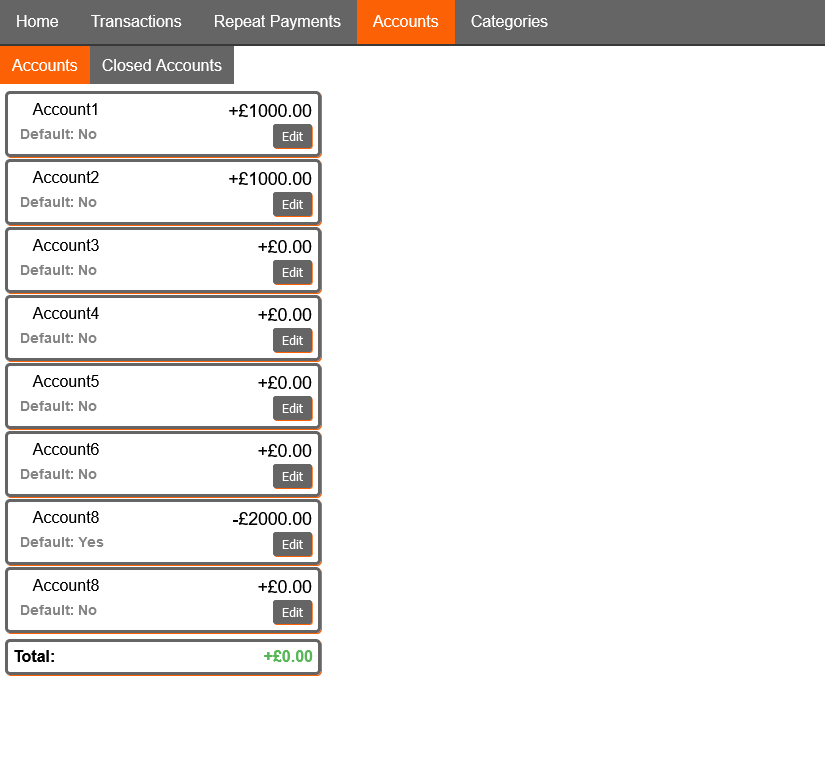 Home Transactions Repeat Payments Accounts Categories
Accounts Closed Accounts
Account1 +£1000.00
Default: No Edit
Account2 +£1000.00
Default: No Edit
Account3 +£0.00
Default: No Edit
Account4 +£0.00
Default: No Edit
Account5 +£0.00
Default: No Edit
Account6 +£0.00
Default: No Edit
Account8 -£2000.00
Default: Yes Edit
Account8 +£0.00
Default: No Edit
Total: +£0.00